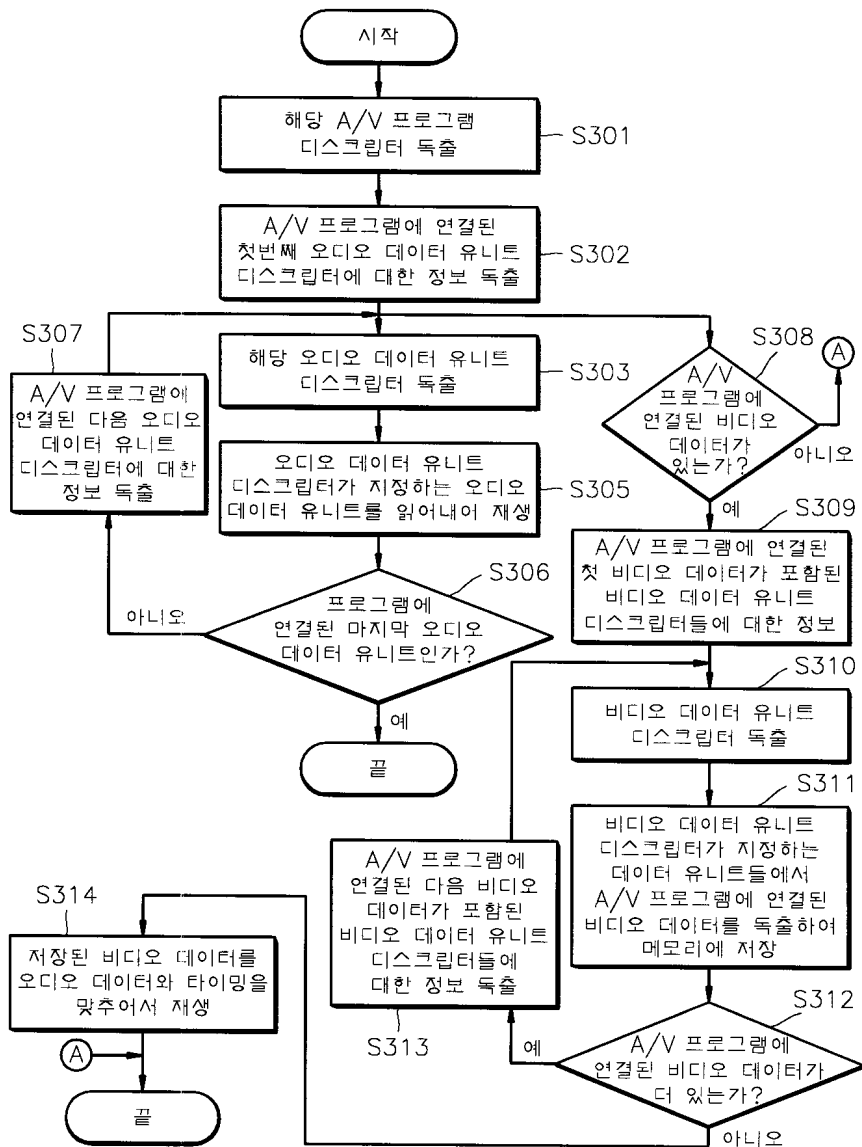 시작
해당 A/V 프로그램
디스크립터 독출
S301
A/V 프로그램에 연결된
첫번째 오디오 데이터 유니트
디스크립터에 대한 정보 독출
S302
S307
A/V 프로그램에
연결된 다음 오디오
데이터 유니트
디스크립터에 대한
정보 독출
해당 오디오 데이터 유니트
디스크립터 독출
S303
오디오 데이터 유니트
디스크립터가 지정하는 오디오
데이터 유니트를 읽어내어 재생
S305
S306
프로그램에
연결된 마지막 오디오
데이터 유니트인가?
아니오
예
끝
S308
A/V
프로그램에
연결된 비디오
데이터가
있는가?
아니오
A
예
S309
A/V 프로그램에 연결된
첫 비디오 데이터가 포함된
비디오 데이터 유니트
디스크립터들에 대한 정보
S310
비디오 데이터 유니트
디스크립터 독출
S311
비디오 데이터 유니트
디스크립터가 지정하는
데이터 유니트들에서
A/V 프로그램에 연결된
비디오 데이터를 독출하여
메모리에 저장
S312
A/V 프로그램에
연결된 비디오 데이터가
더 있는가?
예
아니오
A/V 프로그램에
연결된 다음 비디오
데이터가 포함된
비디오 데이터 유니트
디스크립터들에
대한 정보 독출
S313
S314
저장된 비디오 데이터를
오디오 데이터와 타이밍을
맞추어서 재생
A
끝